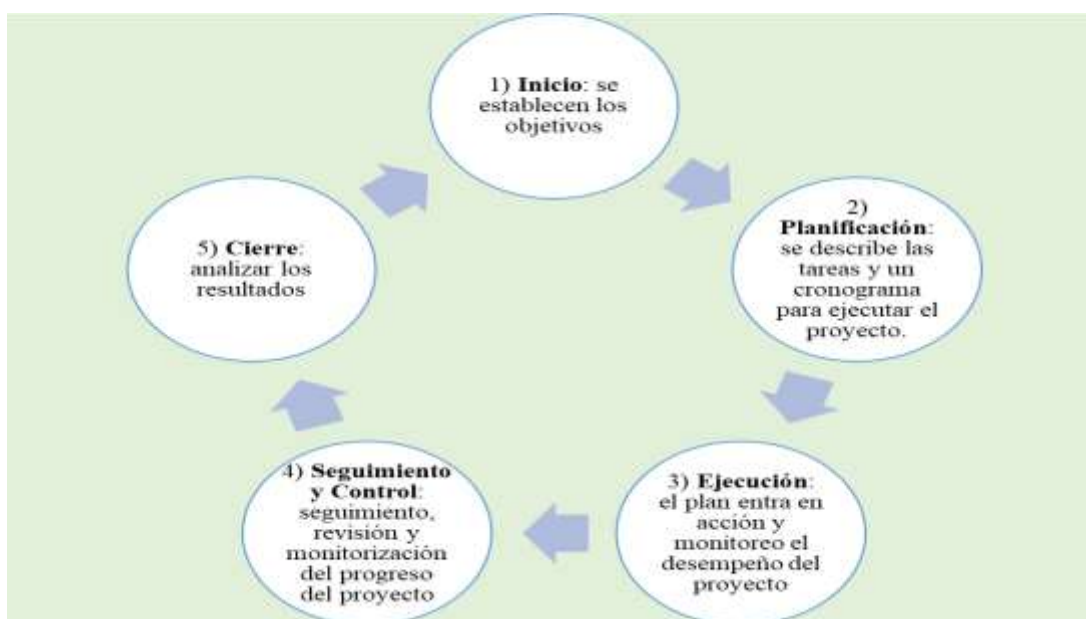 1) Inicio: se
establecen los
objetivos
2)
Planificación:
se describe las
tareas y un
cronograma
para ejecutar el
proyecto.
3) Ejecución:
el plan entra en
acción y
monitoreo el
desempeño del
proyecto
4) Seguimiento
y Control:
seguimiento,
revisión y
monitorización
del progreso
del proyecto
5) Cierre:
analizar los
resultados